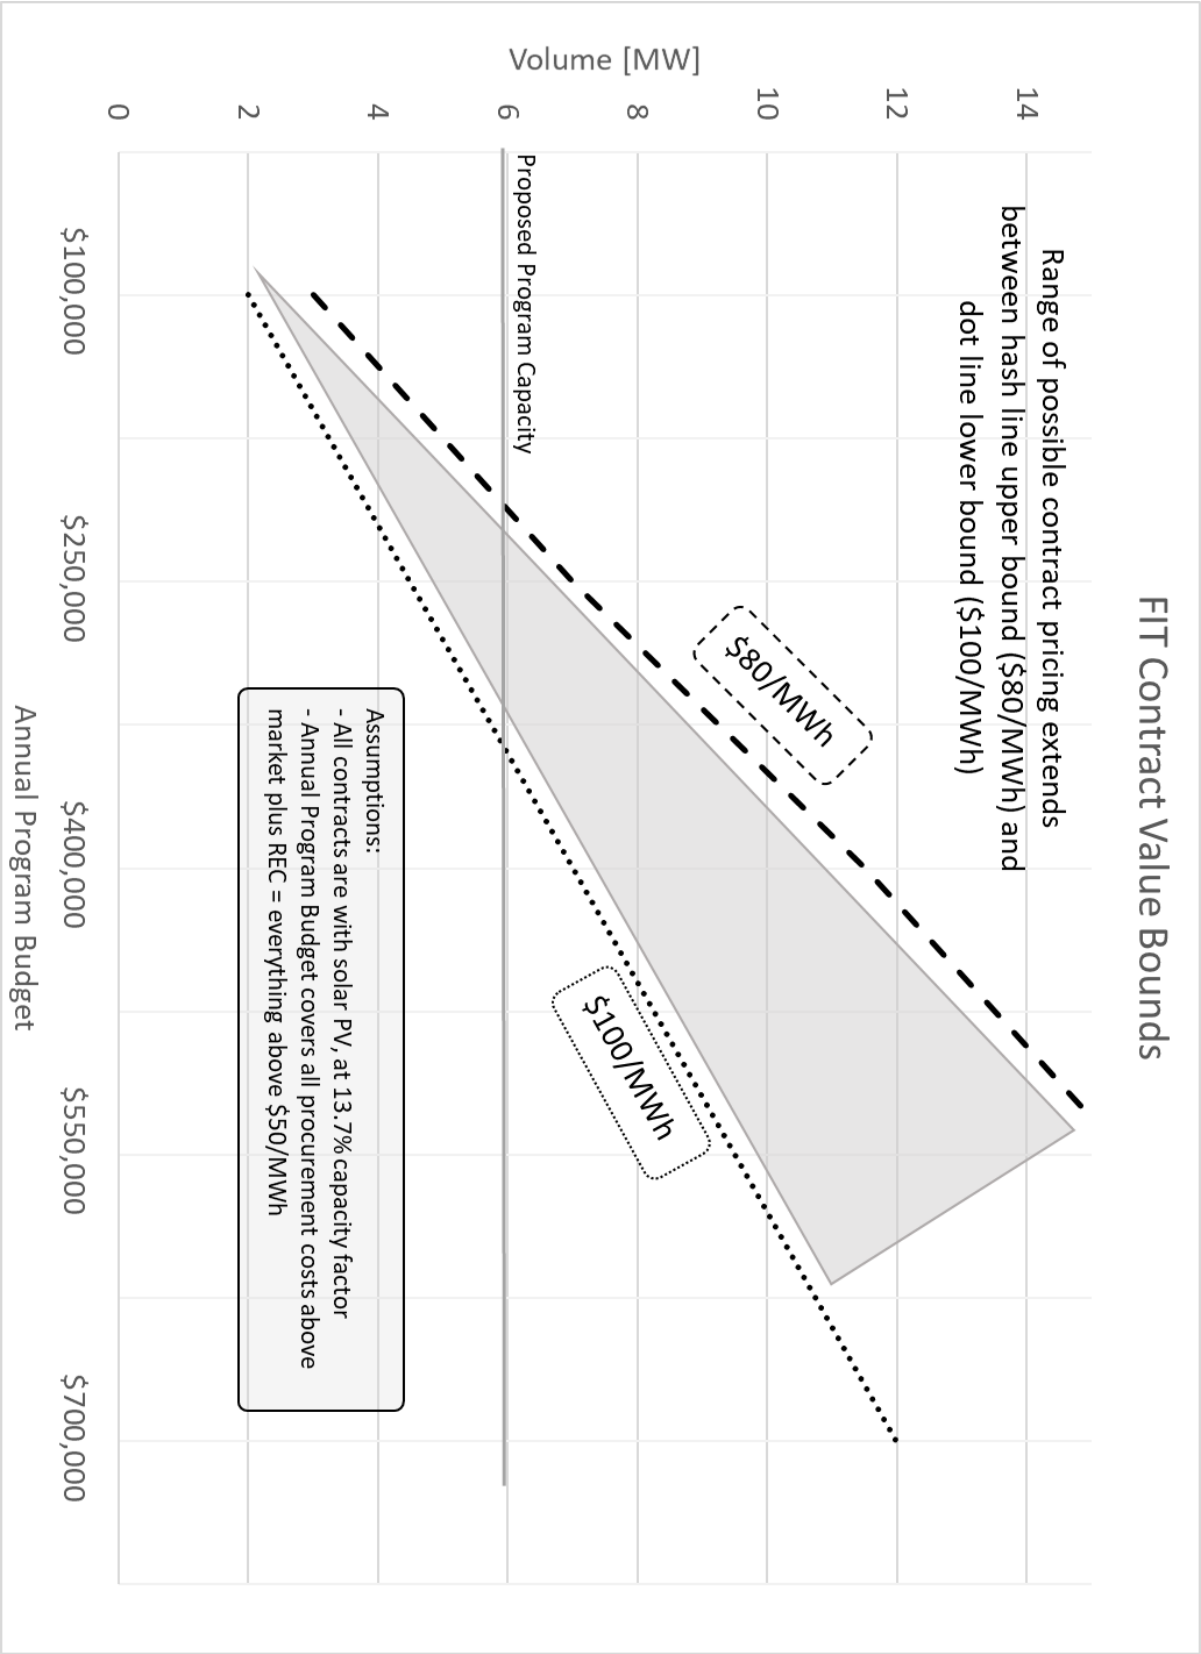 FIT Contract Value Bounds
Range of possible contract pricing extends
between hash line upper bound ($80/MWh) and
dot line lower bound ($100/MWh)
Volume [MW]
14
12
10
8
6
4
2
0
$80/MWh
$100/MWh
Proposed Program Capacity
Assumptions:
- All contracts are with solar PV, at 13.7% capacity factor
- Annual Program Budget covers all procurement costs above
market plus REC = everything above $50/MWh
$100,000
$250,000
$400,000
$550,000
$700,000
Annual Program Budget